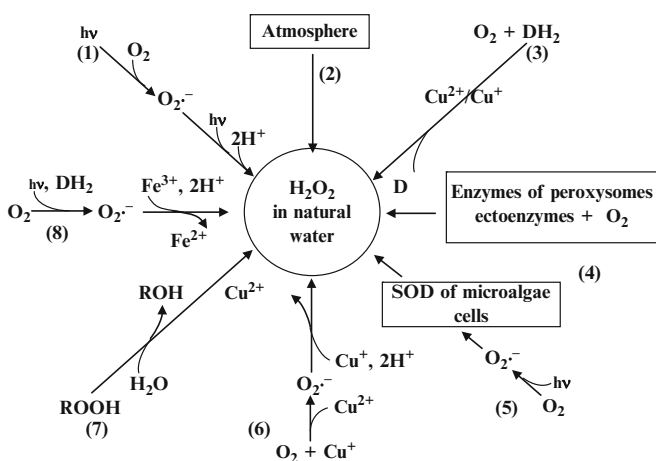 hν
(1)
O₂
O₂·⁻
hν
2H⁺
Atmosphere
(2)
O₂ + DH₂
(3)
Cu²⁺/Cu⁺
D
H₂O₂
in natural
water
Enzymes of peroxysomes
ectoenzymes + O₂
(4)
SOD of microalgae
cells
O₂·⁻
hν
(5)
O₂
hν, DH₂
O₂
O₂·⁻
(8)
Fe³⁺, 2H⁺
Fe²⁺
ROH
Cu²⁺
H₂O
ROOH
(7)
Cu⁺, 2H⁺
O₂·⁻
Cu²⁺
(6)
O₂ + Cu⁺